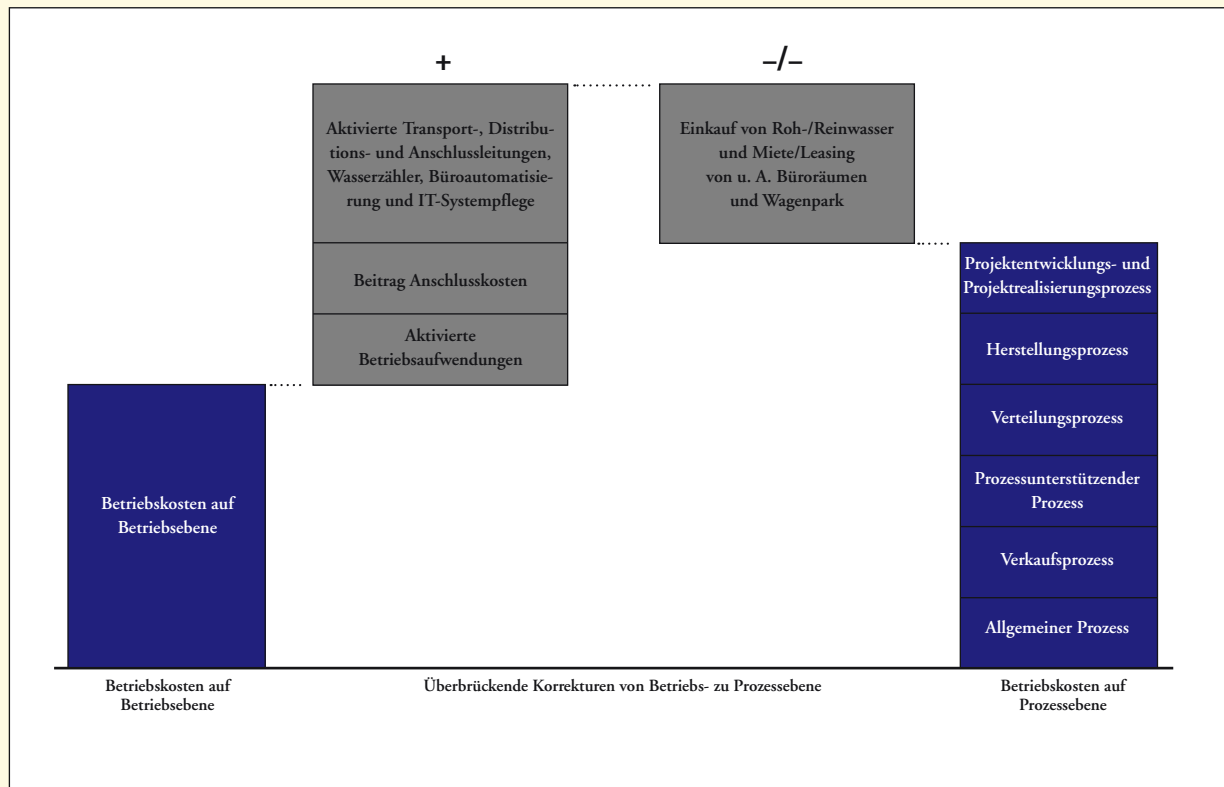 +
–/–
Aktivierte Transport-, Distribu-
tions- und Anschlussleitungen,
Wasserzähler, Büroautomatisie-
rung und IT-Systempflege
Beitrag Anschlusskosten
Aktivierte
Betriebsaufwendungen
Einkauf von Roh-/Reinwasser
und Miete/Leasing
von u. A. Büroräumen
und Wagenpark
Betriebskosten auf
Betriebsebene
Projektentwicklungs- und
Projektrealisierungsprozess
Herstellungsprozess
Verteilungsprozess
Prozessunterstützender
Prozess
Verkaufsprozess
Allgemeiner Prozess
Betriebskosten auf
Betriebsebene
Überbrückende Korrekturen von Betriebs- zu Prozessebene
Betriebskosten auf
Prozessebene